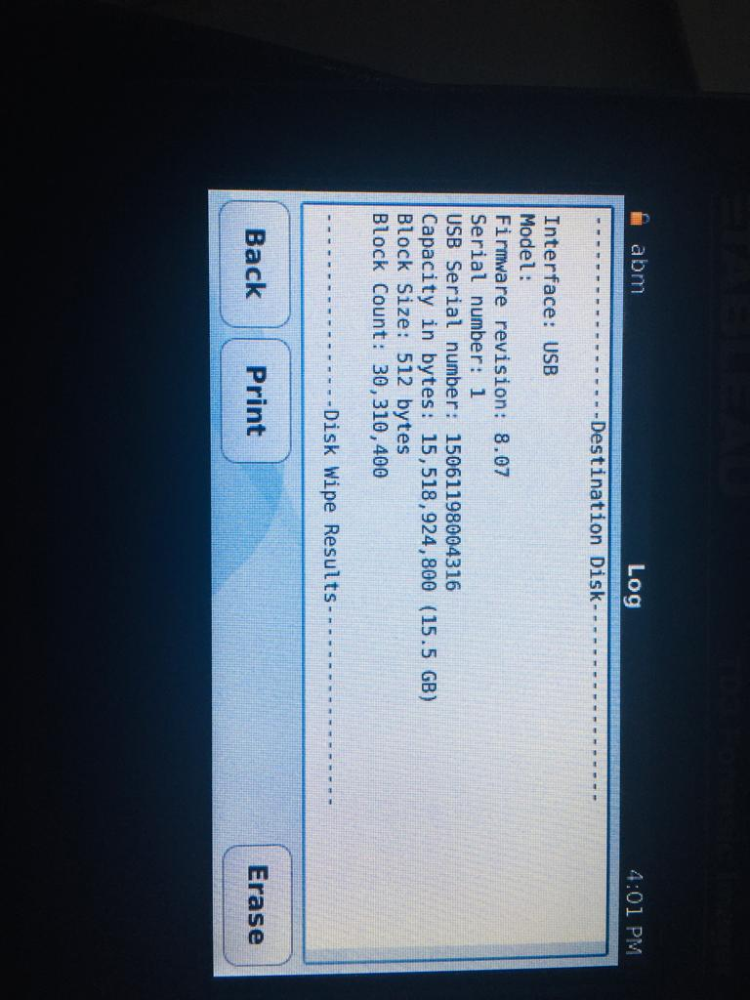 abm Log 4:01 PM
--------------------Destination Disk--------------------
Interface: USB
Model:
Firmware revision: 8.07
Serial number: 1
USB Serial number: 15061198004316
Capacity in bytes: 15,518,924,800 (15.5 GB)
Block Size: 512 bytes
Block Count: 30,310,400
--------------------Disk Wipe Results--------------------
Back Print Erase
TABLEAU